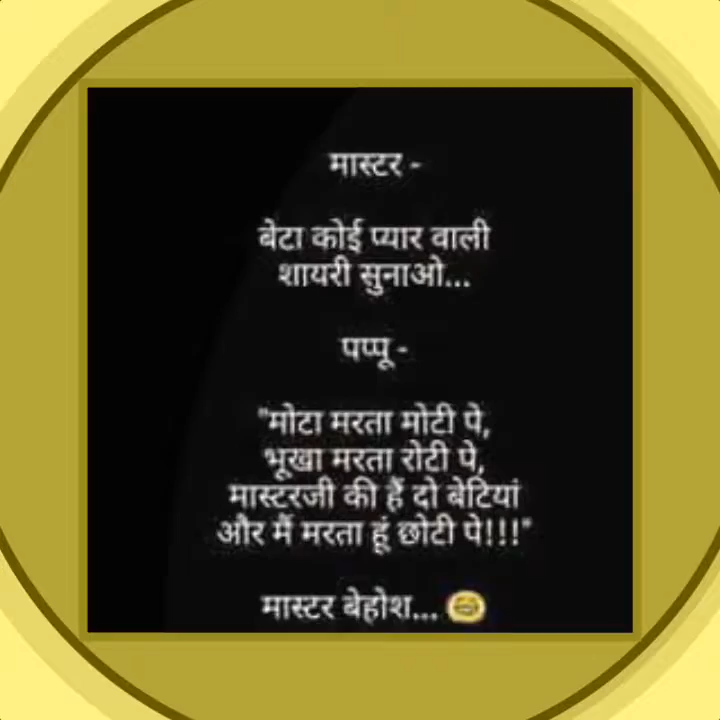 मास्टर -
बेटा कोई प्यार वाली
शायरी सुनाओ...
पप्पू -
"मोटा मरता मोटी पे,
भूखा मरता रोटी पे,
मास्टरजी की हैं दो बेटियां
और मैं मरता हूं छोटी पे!!!"
मास्टर बेहोश... 😂